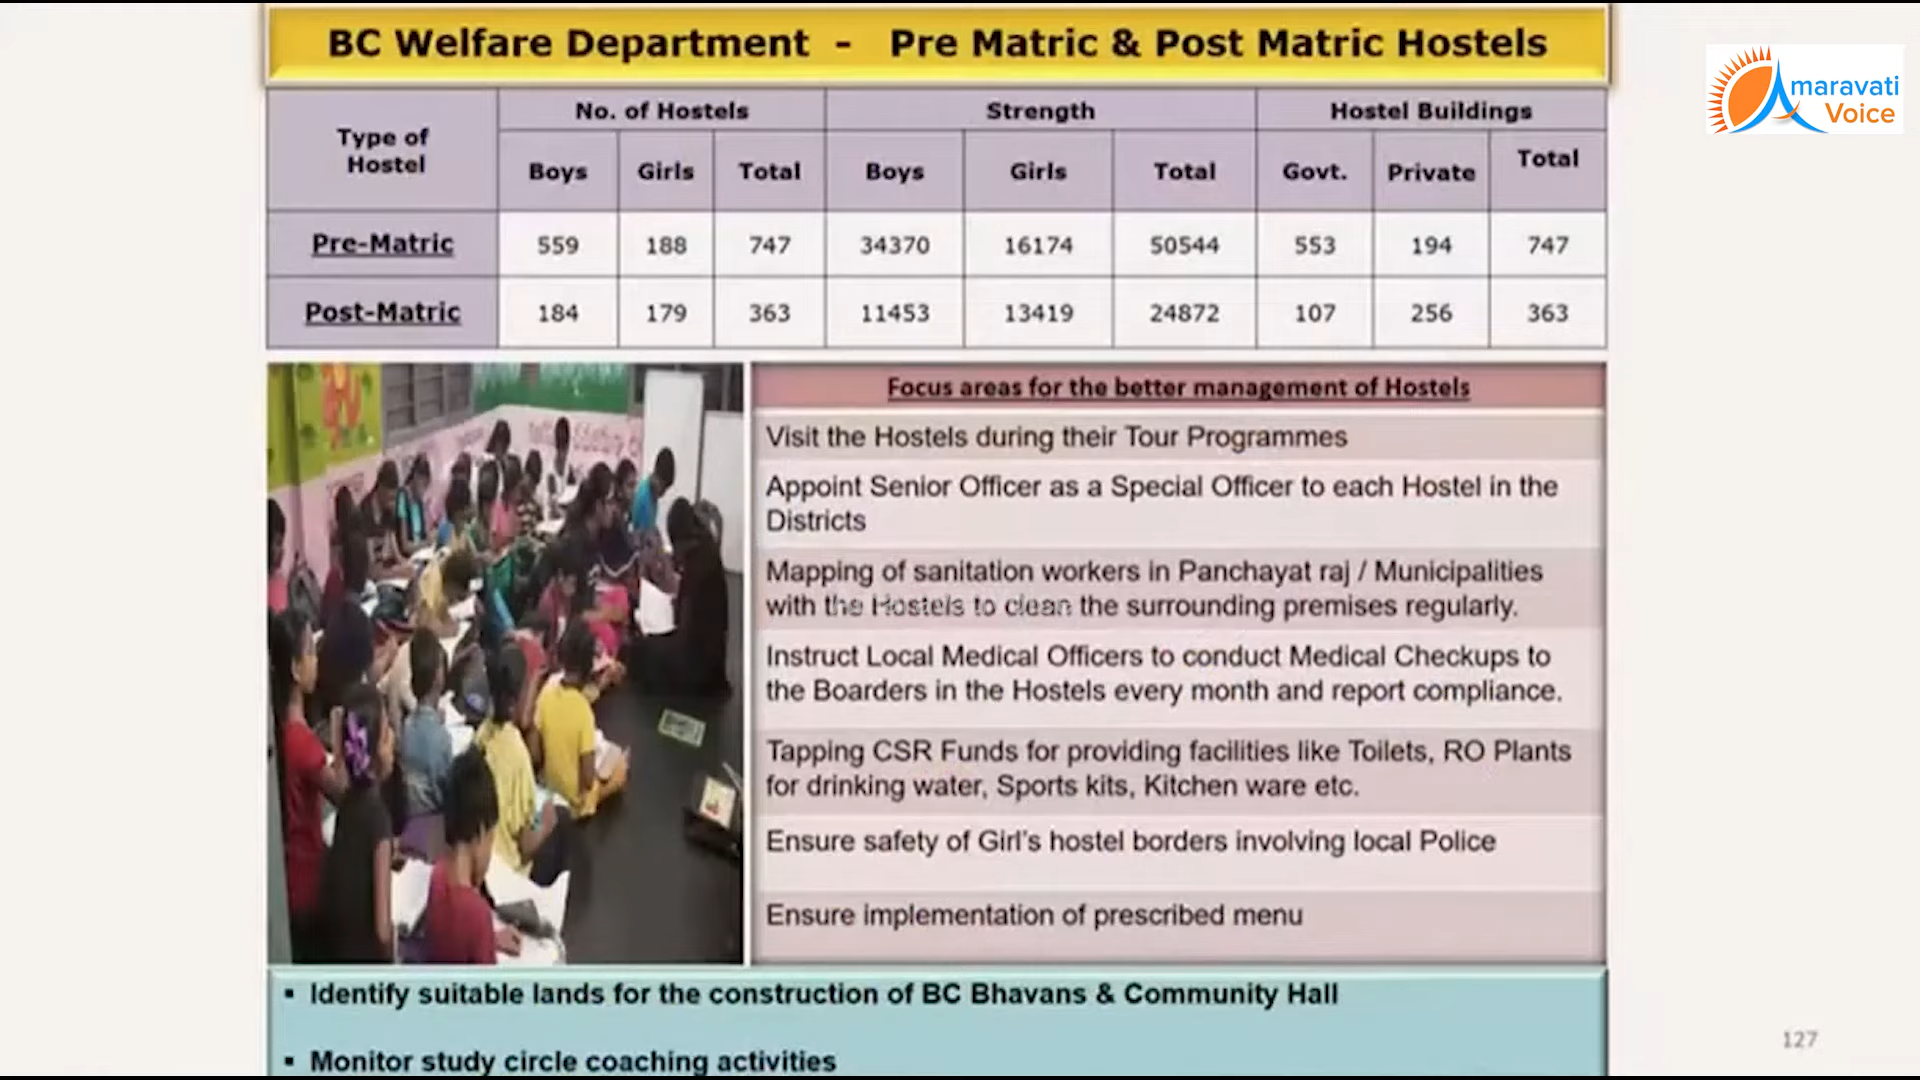 BC Welfare Department - Pre Matric & Post Matric Hostels
Amaravati
Voice
Type of Hostel No. of Hostels Strength Hostel Buildings
Boys Girls Total Boys Girls Total Govt. Private Total
Pre-Matric 559 188 747 34370 16174 50544 553 194 747
Post-Matric 184 179 363 11453 13419 24872 107 256 363
Focus areas for the better management of Hostels
Visit the Hostels during their Tour Programmes
Appoint Senior Officer as a Special Officer to each Hostel in the
Districts
Mapping of sanitation workers in Panchayat raj / Municipalities
with the Hostels to clean the surrounding premises regularly.
Instruct Local Medical Officers to conduct Medical Checkups to
the Boarders in the Hostels every month and report compliance.
Tapping CSR Funds for providing facilities like Toilets, RO Plants
for drinking water, Sports kits, Kitchen ware etc.
Ensure safety of Girl's hostel borders involving local Police
Ensure implementation of prescribed menu
▪ Identify suitable lands for the construction of BC Bhavans & Community Hall
▪ Monitor study circle coaching activities
127